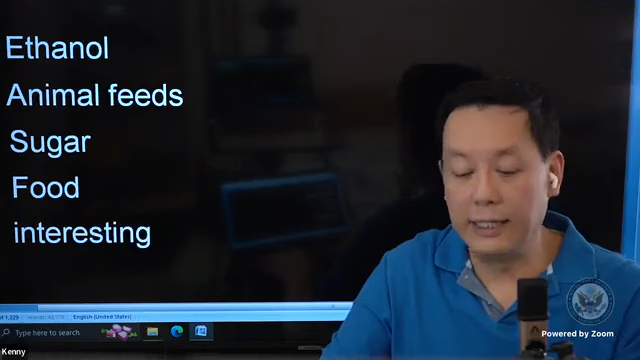 Ethanol
Animal feeds
Sugar
Food
interesting
English (United States)
Type here to search
Kenny
Powered by Zoom